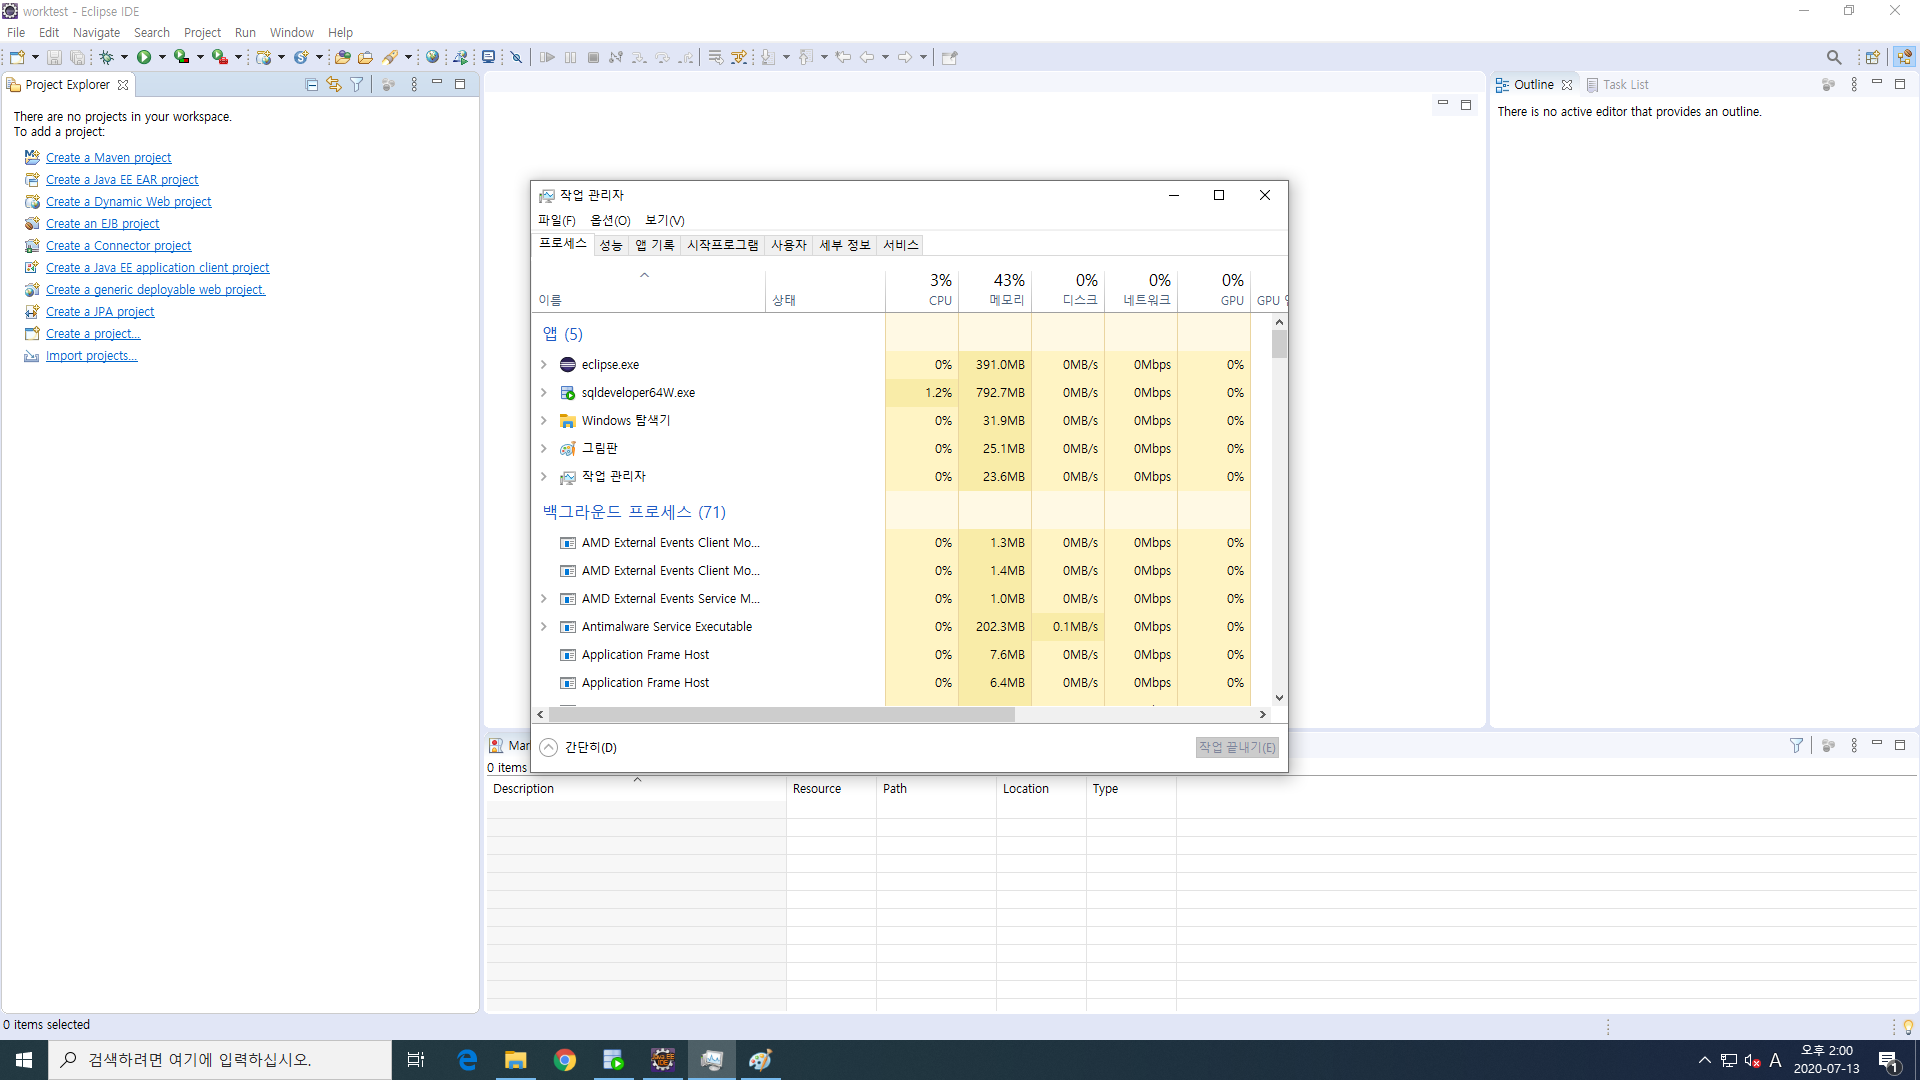 worktest - Eclipse IDE
File Edit Navigate Search Project Run Window Help
Project Explorer
There are no projects in your workspace.
To add a project:
Create a Maven project
Create a Java EE EAR project
Create a Dynamic Web project
Create an EJB project
Create a Connector project
Create a Java EE application client project
Create a generic deployable web project.
Create a JPA project
Create a project...
Import projects...
Outline Task List
There is no active editor that provides an outline.
작업 관리자
파일(F) 옵션(O) 보기(V)
프로세스 성능 앱 기록 시작프로그램 사용자 세부 정보 서비스
3% 43% 0% 0% 0%
이름 상태 CPU 메모리 디스크 네트워크 GPU GPU
앱 (5)
eclipse.exe 0% 391.0MB 0MB/s 0Mbps 0%
sqldeveloper64W.exe 1.2% 792.7MB 0MB/s 0Mbps 0%
Windows 탐색기 0% 31.9MB 0MB/s 0Mbps 0%
그림판 0% 25.1MB 0MB/s 0Mbps 0%
작업 관리자 0% 23.6MB 0MB/s 0Mbps 0%
백그라운드 프로세스 (71)
AMD External Events Client Mo... 0% 1.3MB 0MB/s 0Mbps 0%
AMD External Events Client Mo... 0% 1.4MB 0MB/s 0Mbps 0%
AMD External Events Service M... 0% 1.0MB 0MB/s 0Mbps 0%
Antimalware Service Executable 0% 202.3MB 0.1MB/s 0Mbps 0%
Application Frame Host 0% 7.6MB 0MB/s 0Mbps 0%
Application Frame Host 0% 6.4MB 0MB/s 0Mbps 0%
간단히(D) 작업 끝내기(E)
Mar
0 items
Description Resource Path Location Type
0 items selected
검색하려면 여기에 입력하십시오.
A
오후 2:00
2020-07-13
1